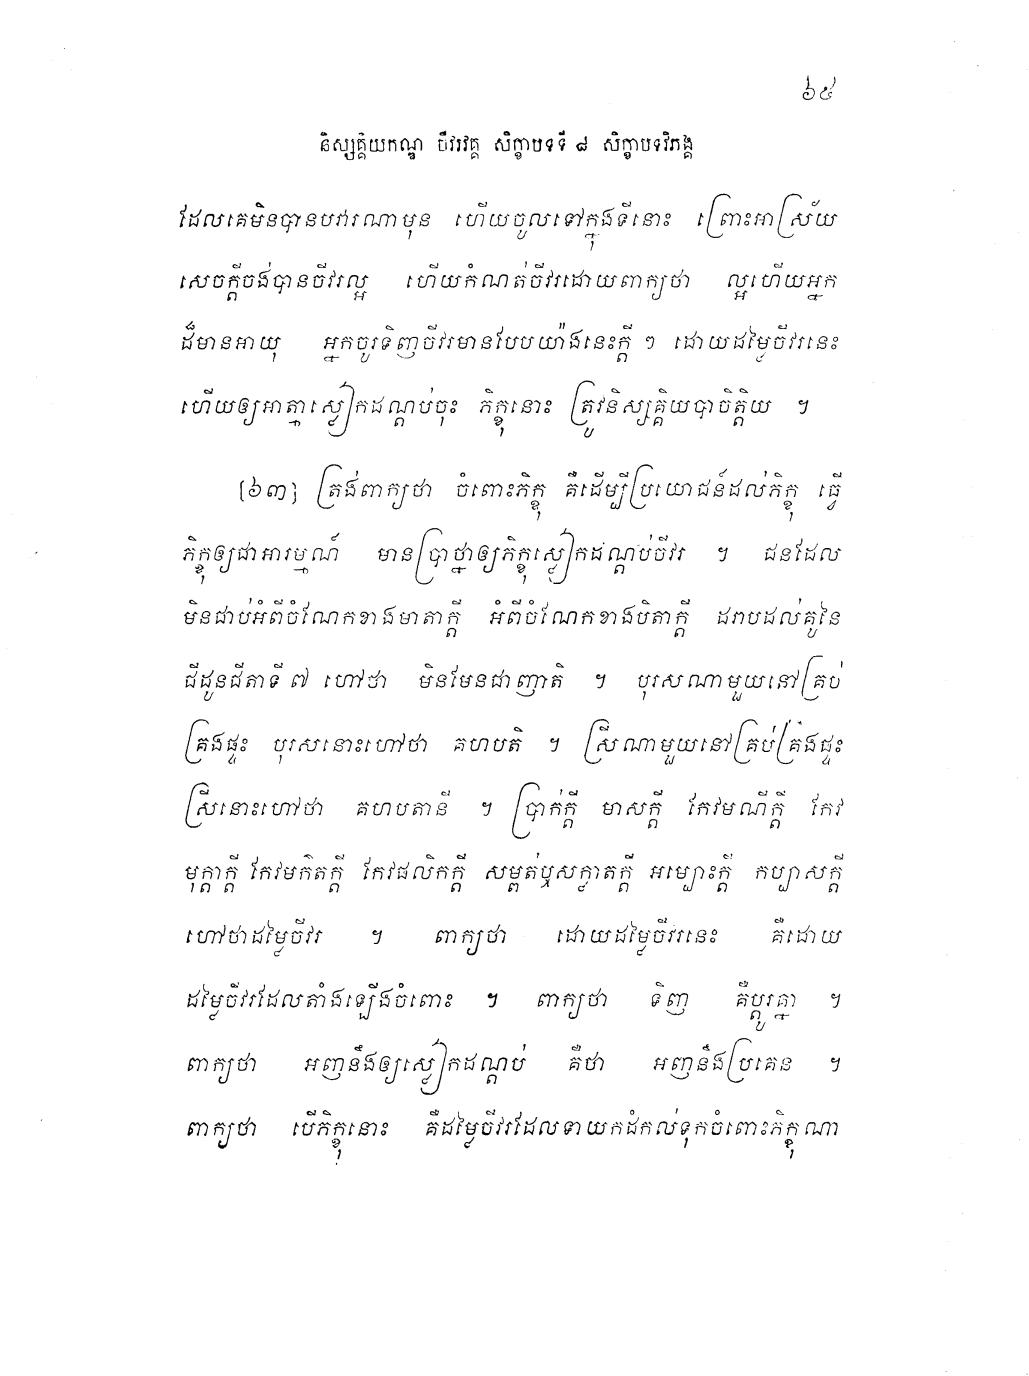 ៦៥
និស្សគ្គិយកណ្ឌ ចីវរវគ្គ សិក្ខាបទទី ៨ សិក្ខាបទវិភង្គ
ដែលគេមិនបានបវារណាមុន ហើយចូលទៅក្នុងទីនោះ ព្រោះអាស្រ័យ
សេចក្តីចង់បានចីវរល្អ ហើយកំណត់ចីវរដោយពាក្យថា ល្អហើយអ្នក
ដ៏មានអាយុ អ្នកចូរទិញចីវរមានបែបយ៉ាងនេះក្តី ៗ ដោយដម្លៃចីវរនេះ
ហើយឲ្យអាត្មាស្លៀកដណ្តប់ចុះ ភិក្ខុនោះ ត្រូវនិស្សគ្គិយបាចិត្តិយ ។
[៦៣] ត្រង់ពាក្យថា ចំពោះភិក្ខុ គឺដើម្បីប្រយោជន៍ដល់ភិក្ខុ ធ្វើ
ភិក្ខុឲ្យជាអារម្មណ៍ មានប្រាថ្នាឲ្យភិក្ខុស្លៀកដណ្តប់ចីវរ ។ ជនដែល
មិនជាប់អំពីចំណែកខាងមាតាក្តី អំពីចំណែកខាងបិតាក្តី ដរាបដល់គូនៃ
ជីដូនជីតាទី ៧ ហៅថា មិនមែនជាញាតិ ។ បុរសណាមួយនៅគ្រប់
គ្រងផ្ទះ បុរសនោះហៅថា គហបតិ ។ ស្រីណាមួយនៅគ្រប់គ្រងផ្ទះ
ស្រីនោះហៅថា គហបតានី ។ ប្រាក់ក្តី មាសក្តី កែវមណីក្តី កែវ
មុក្តាក្តី កែវមក៌តក្តី កែវផលិកក្តី សម្ពត់ឬសក្ខាតក្តី អម្បោះក្តី កប្បាសក្តី
ហៅថាដម្លៃចីវរ ។ ពាក្យថា ដោយដម្លៃចីវរនេះ គឺដោយ
ដម្លៃចីវរដែលតាំងឡើងចំពោះ ។ ពាក្យថា ទិញ គឺប្តូរគ្នា ។
ពាក្យថា អញនឹងឲ្យស្លៀកដណ្តប់ គឺថា អញនឹងប្រគេន ។
ពាក្យថា បើភិក្ខុនោះ គឺដម្លៃចីវរដែលទាយកដំកល់ទុកចំពោះភិក្ខុណា